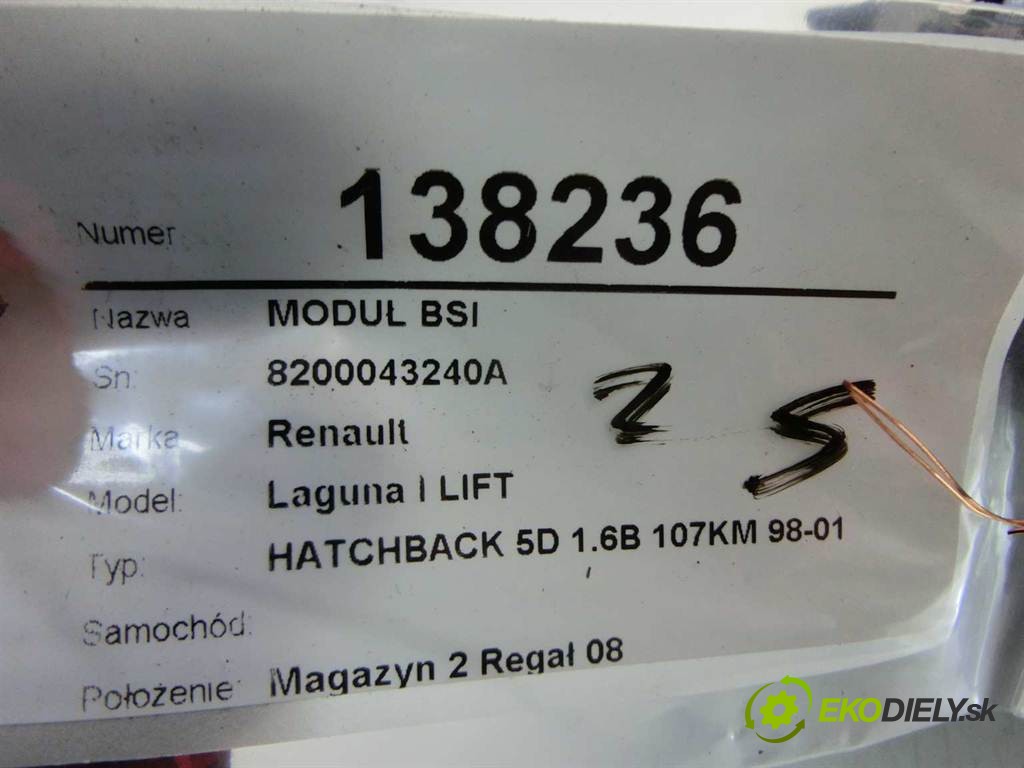 Numer 138236
Nazwa MODUŁ BSI
Sn: 8200043240A
2 5
Marka Renault
Model: Laguna I LIFT
Typ: HATCHBACK 5D 1.6B 107KM 98-01
Samochód:
Położenie: Magazyn 2 Regał 08
EKODIELY.sk